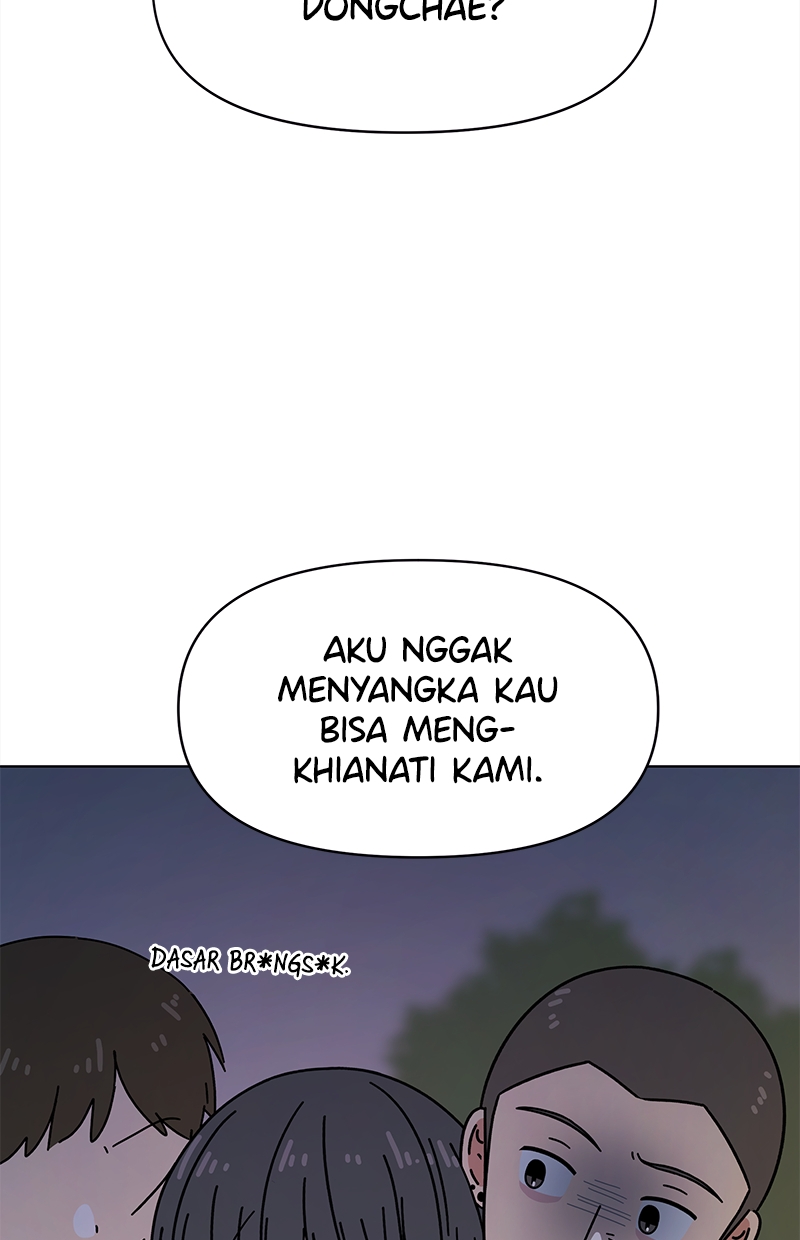 DONGCHAE?
AKU NGGAK
MENYANGKA KAU
BISA MENG-
KHIANATI KAMI.
DASAR BR*NGS*K.